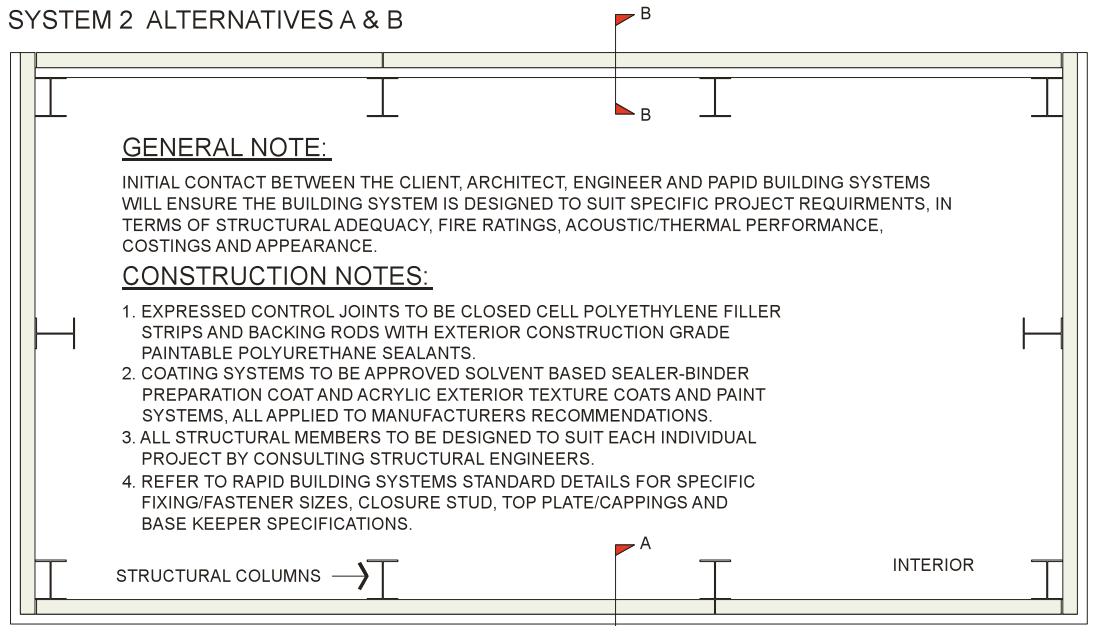 SYSTEM 2 ALTERNATIVES A & B
B
B
GENERAL NOTE:
INITIAL CONTACT BETWEEN THE CLIENT, ARCHITECT, ENGINEER AND PAPID BUILDING SYSTEMS
WILL ENSURE THE BUILDING SYSTEM IS DESIGNED TO SUIT SPECIFIC PROJECT REQUIRMENTS, IN
TERMS OF STRUCTURAL ADEQUACY, FIRE RATINGS, ACOUSTIC/THERMAL PERFORMANCE,
COSTINGS AND APPEARANCE.
CONSTRUCTION NOTES:
1. EXPRESSED CONTROL JOINTS TO BE CLOSED CELL POLYETHYLENE FILLER
STRIPS AND BACKING RODS WITH EXTERIOR CONSTRUCTION GRADE
PAINTABLE POLYURETHANE SEALANTS.
2. COATING SYSTEMS TO BE APPROVED SOLVENT BASED SEALER-BINDER
PREPARATION COAT AND ACRYLIC EXTERIOR TEXTURE COATS AND PAINT
SYSTEMS, ALL APPLIED TO MANUFACTURERS RECOMMENDATIONS.
3. ALL STRUCTURAL MEMBERS TO BE DESIGNED TO SUIT EACH INDIVIDUAL
PROJECT BY CONSULTING STRUCTURAL ENGINEERS.
4. REFER TO RAPID BUILDING SYSTEMS STANDARD DETAILS FOR SPECIFIC
FIXING/FASTENER SIZES, CLOSURE STUD, TOP PLATE/CAPPINGS AND
BASE KEEPER SPECIFICATIONS.
A
STRUCTURAL COLUMNS
INTERIOR